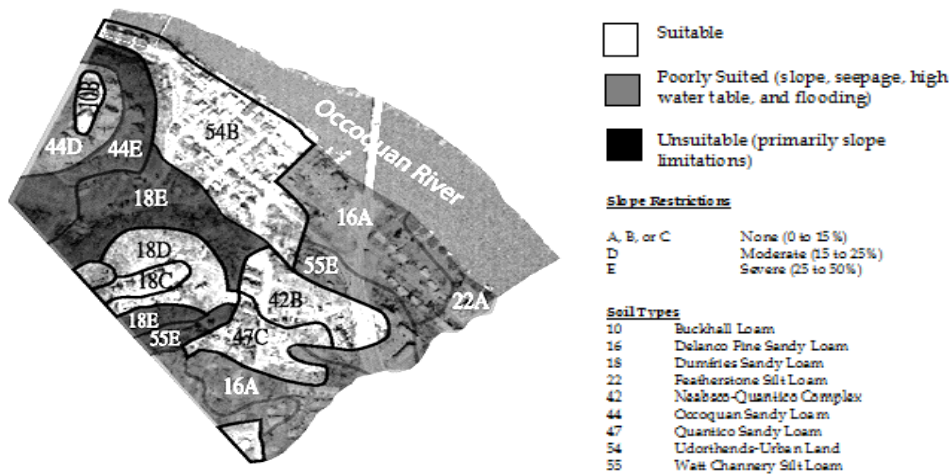 Suitable
Poorly Suited (slope, seepage, high
water table, and flooding)
Unsuitable (primarily slope
limitations)
Slope Restrictions
A, B, or C None (0 to 15%)
D Moderate (15 to 25%)
E Severe (25 to 50%)
Soil Types
10 Buckhall Loam
16 Delanco Fine Sandy Loam
18 Dumfries Sandy Loam
22 Featherstone Silt Loam
42 Neabsco-Quantico Complex
44 Occoquan Sandy Loam
47 Quantico Sandy Loam
54 Udorthends-Urban Land
55 Watt Channery Silt Loam
Occoquan River
10B
44D
44E
54B
18E
16A
18D
18C
55E
42B
22A
18E
55E
47C
16A